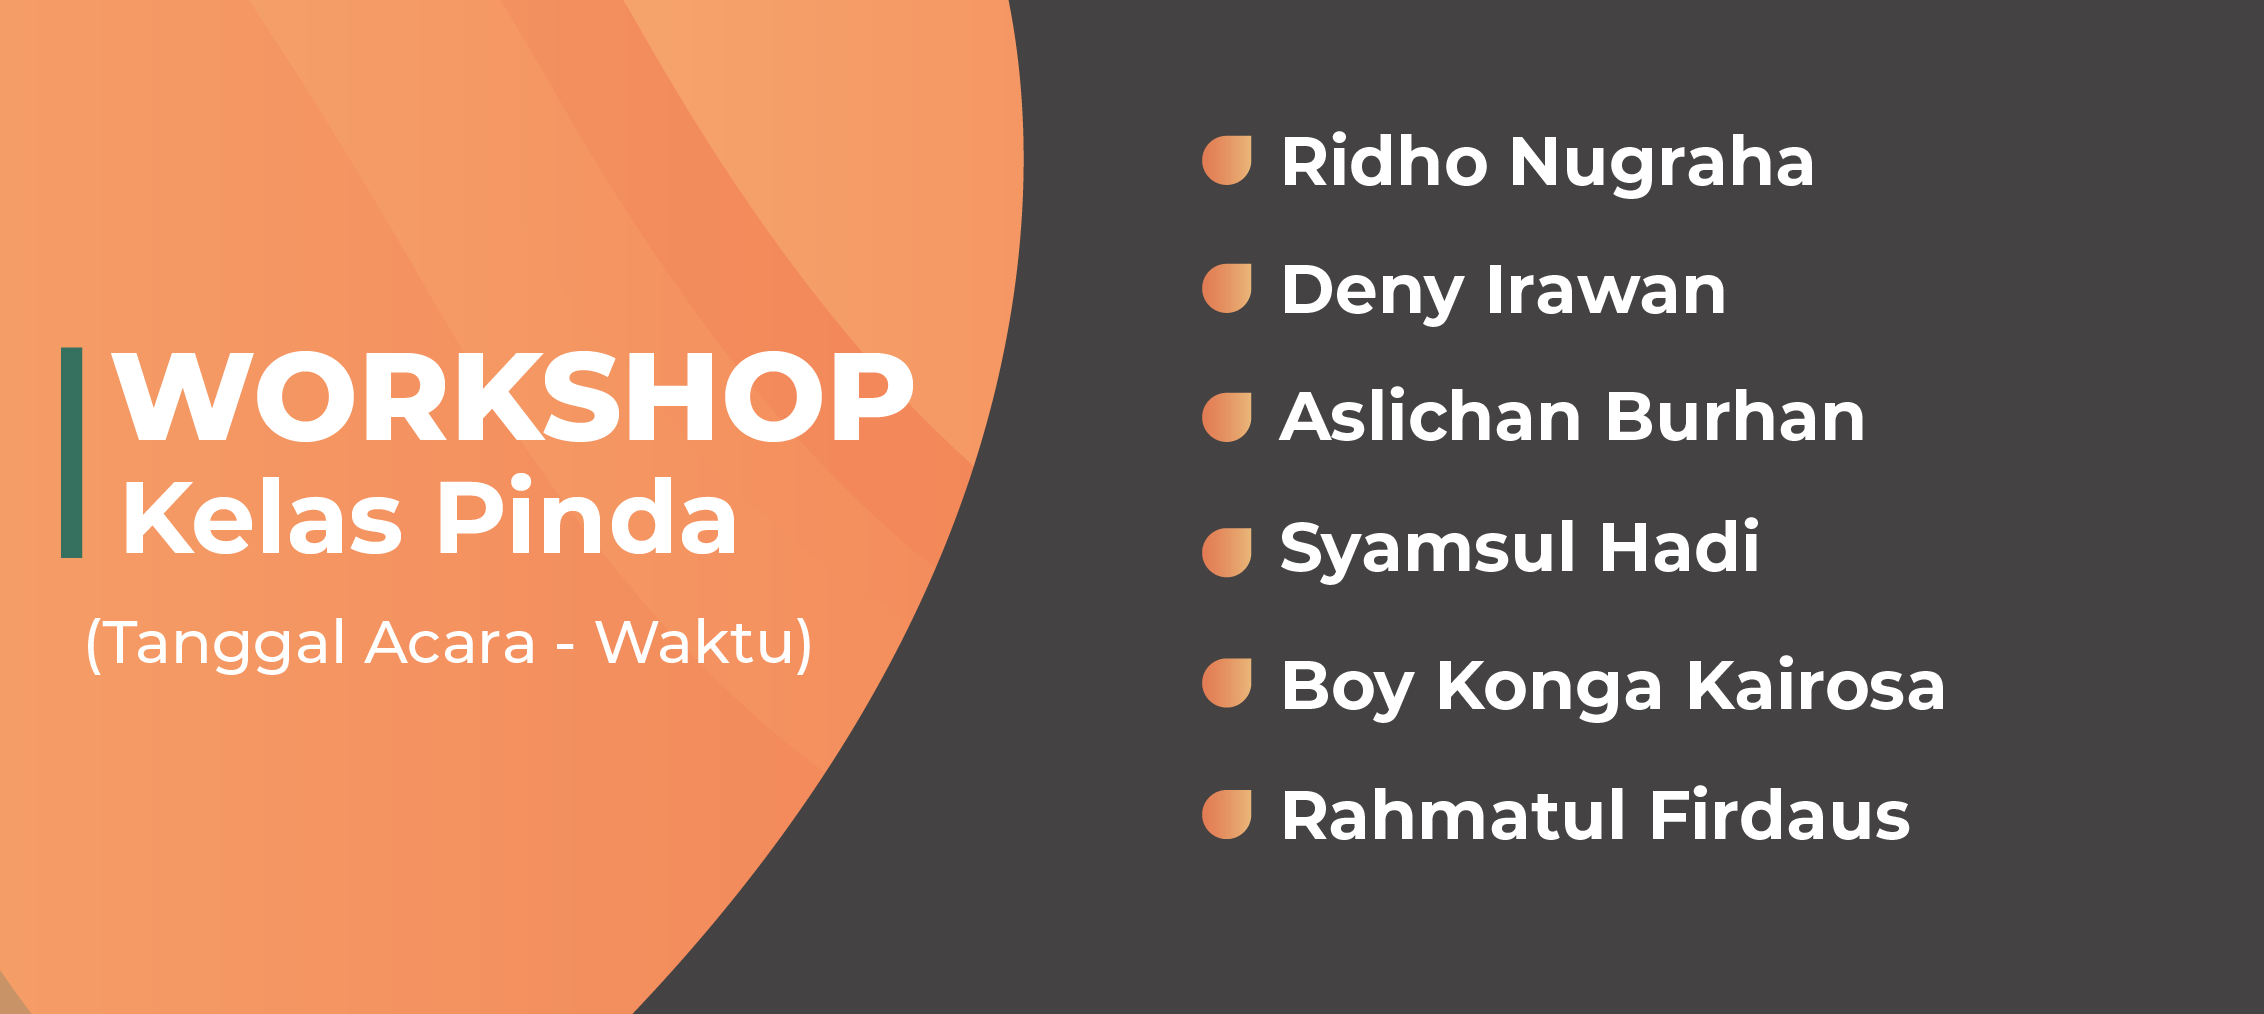 WORKSHOP
Kelas Pinda
(Tanggal Acara - Waktu)
Ridho Nugraha
Deny Irawan
Aslichan Burhan
Syamsul Hadi
Boy Konga Kairosa
Rahmatul Firdaus